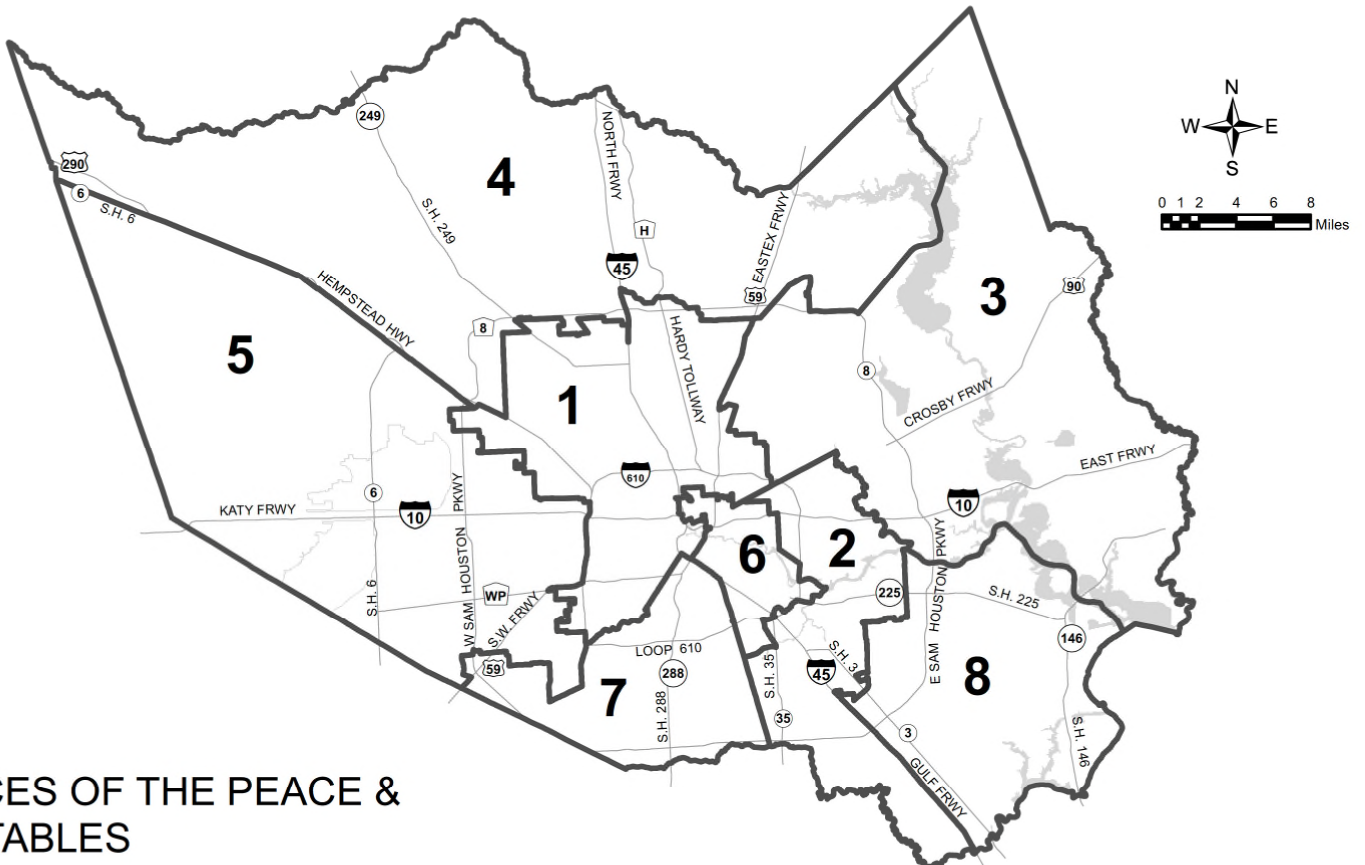 N
W E
S
0 1 2 4 6 8
Miles
249
290
6
S.H. 6
4
NORTH FRWY
S.H. 249
H
45
EASTEX FRWY
59
3
90
HEMPSTEAD HWY
5
8
1
HARDY TOLLWAY
8
CROSBY FRWY
EAST FRWY
610
6
KATY FRWY
10
W SAM HOUSTON PKWY
10
6
2
E SAM HOUSTON PKWY
S.H. 6
WP
S.W. FRWY
225
S.H. 225
146
LOOP 610
59
288
7
S.H. 288
S.H. 35
35
45
S.H. 3
3
8
S.H. 146
GULF FRWY
CES OF THE PEACE &
TABLES